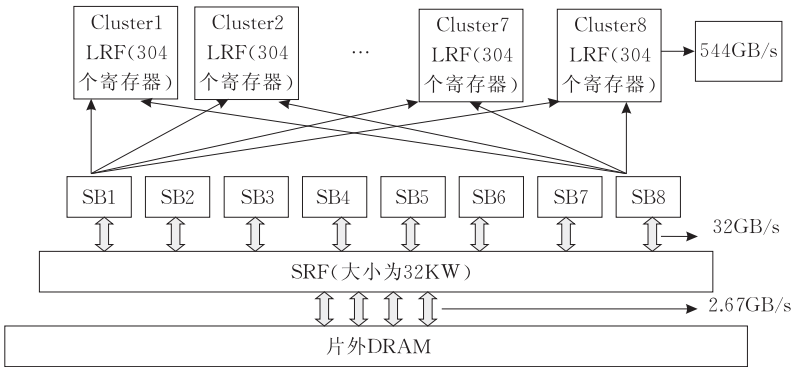 Cluster1
LRF(304
个寄存器)
Cluster2
LRF(304
个寄存器)
...
Cluster7
LRF(304
个寄存器)
Cluster8
LRF(304
个寄存器)
544GB/s
SB1
SB2
SB3
SB4
SB5
SB6
SB7
SB8
32GB/s
SRF(大小为32KW)
2.67GB/s
片外DRAM